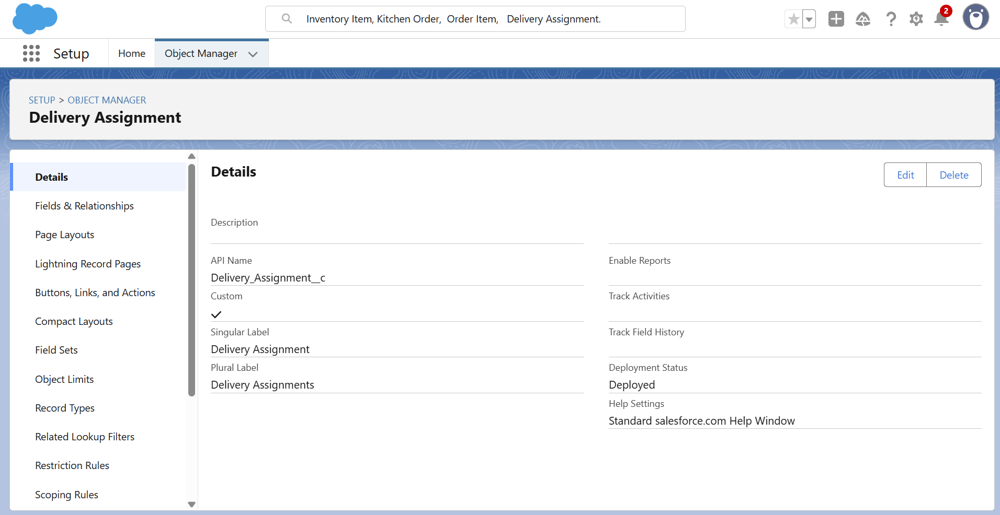 Inventory Item, Kitchen Order,  Order Item,   Delivery Assignment.
2
Setup
Home
Object Manager
SETUP > OBJECT MANAGER
Delivery Assignment
Details
Fields & Relationships
Page Layouts
Lightning Record Pages
Buttons, Links, and Actions
Compact Layouts
Field Sets
Object Limits
Record Types
Related Lookup Filters
Restriction Rules
Scoping Rules
Details
Edit
Delete
Description
API Name
Delivery_Assignment__c
Custom
Singular Label
Delivery Assignment
Plural Label
Delivery Assignments
Enable Reports
Track Activities
Track Field History
Deployment Status
Deployed
Help Settings
Standard salesforce.com Help Window